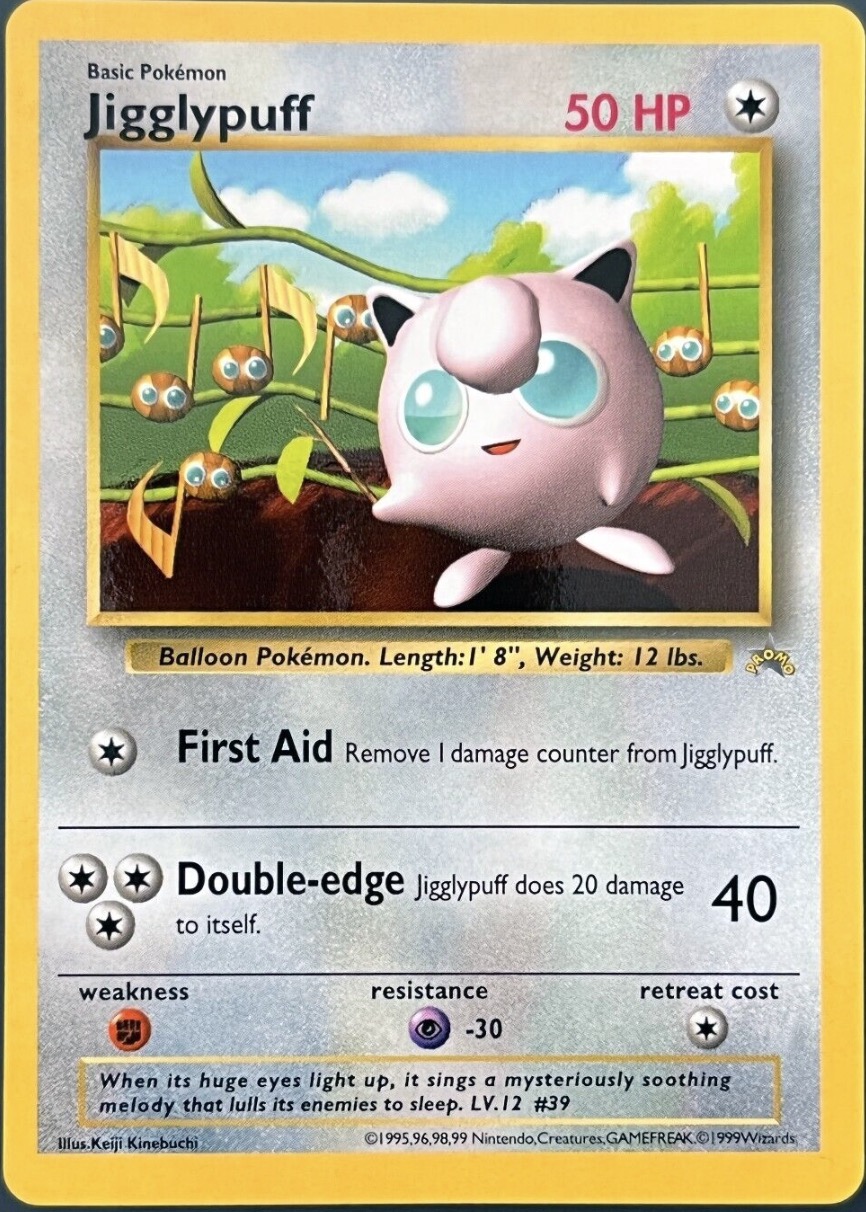 Basic Pokémon
Jigglypuff 50 HP
Balloon Pokémon. Length: 1' 8", Weight: 12 lbs.
PROMO
First Aid Remove 1 damage counter from Jigglypuff.
Double-edge Jigglypuff does 20 damage
to itself.
40
weakness resistance retreat cost
-30
When its huge eyes light up, it sings a mysteriously soothing
melody that lulls its enemies to sleep. LV.12 #39
Illus.Keiji Kinebuchi ©1995,96,98,99 Nintendo,Creatures,GAMEFREAK.©1999Wizards